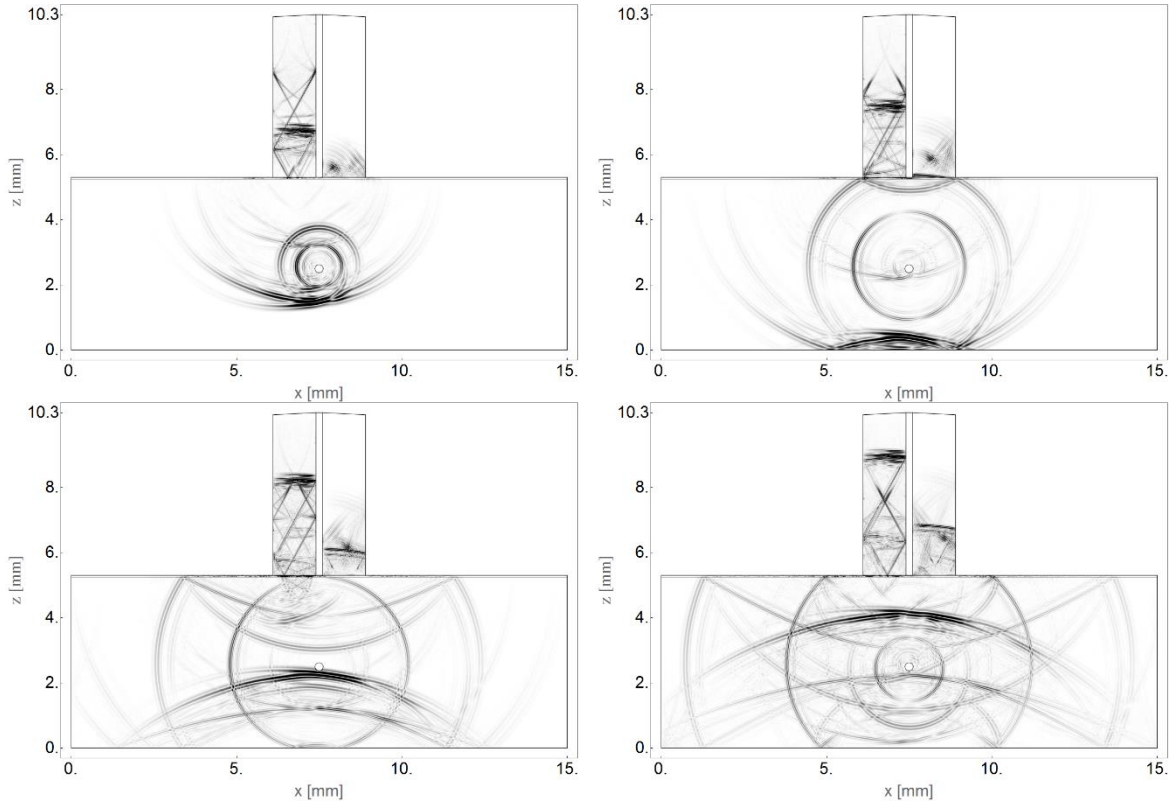 10.3
8.
6.
4.
2.
0.
z [mm]
0. 5. 10. 15.
x [mm]
10.3
8.
6.
4.
2.
0.
z [mm]
0. 5. 10. 15.
x [mm]
10.3
8.
6.
4.
2.
0.
z [mm]
0. 5. 10. 15.
x [mm]
10.3
8.
6.
4.
2.
0.
z [mm]
0. 5. 10. 15.
x [mm]